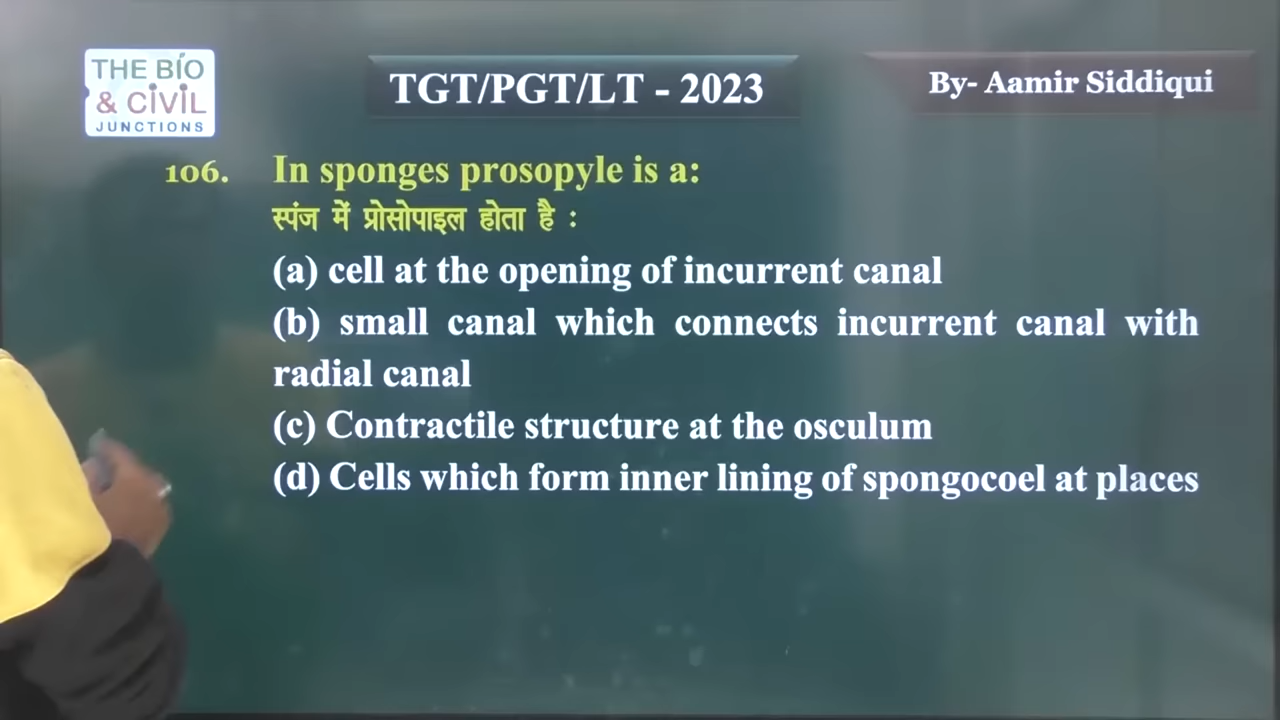 THE BIO
& CIVIL
JUNCTIONS
TGT/PGT/LT - 2023
By- Aamir Siddiqui
106. In sponges prosopyle is a:
स्पंज में प्रोसोपाइल होता है :
(a) cell at the opening of incurrent canal
(b) small canal which connects incurrent canal with
radial canal
(c) Contractile structure at the osculum
(d) Cells which form inner lining of spongocoel at places